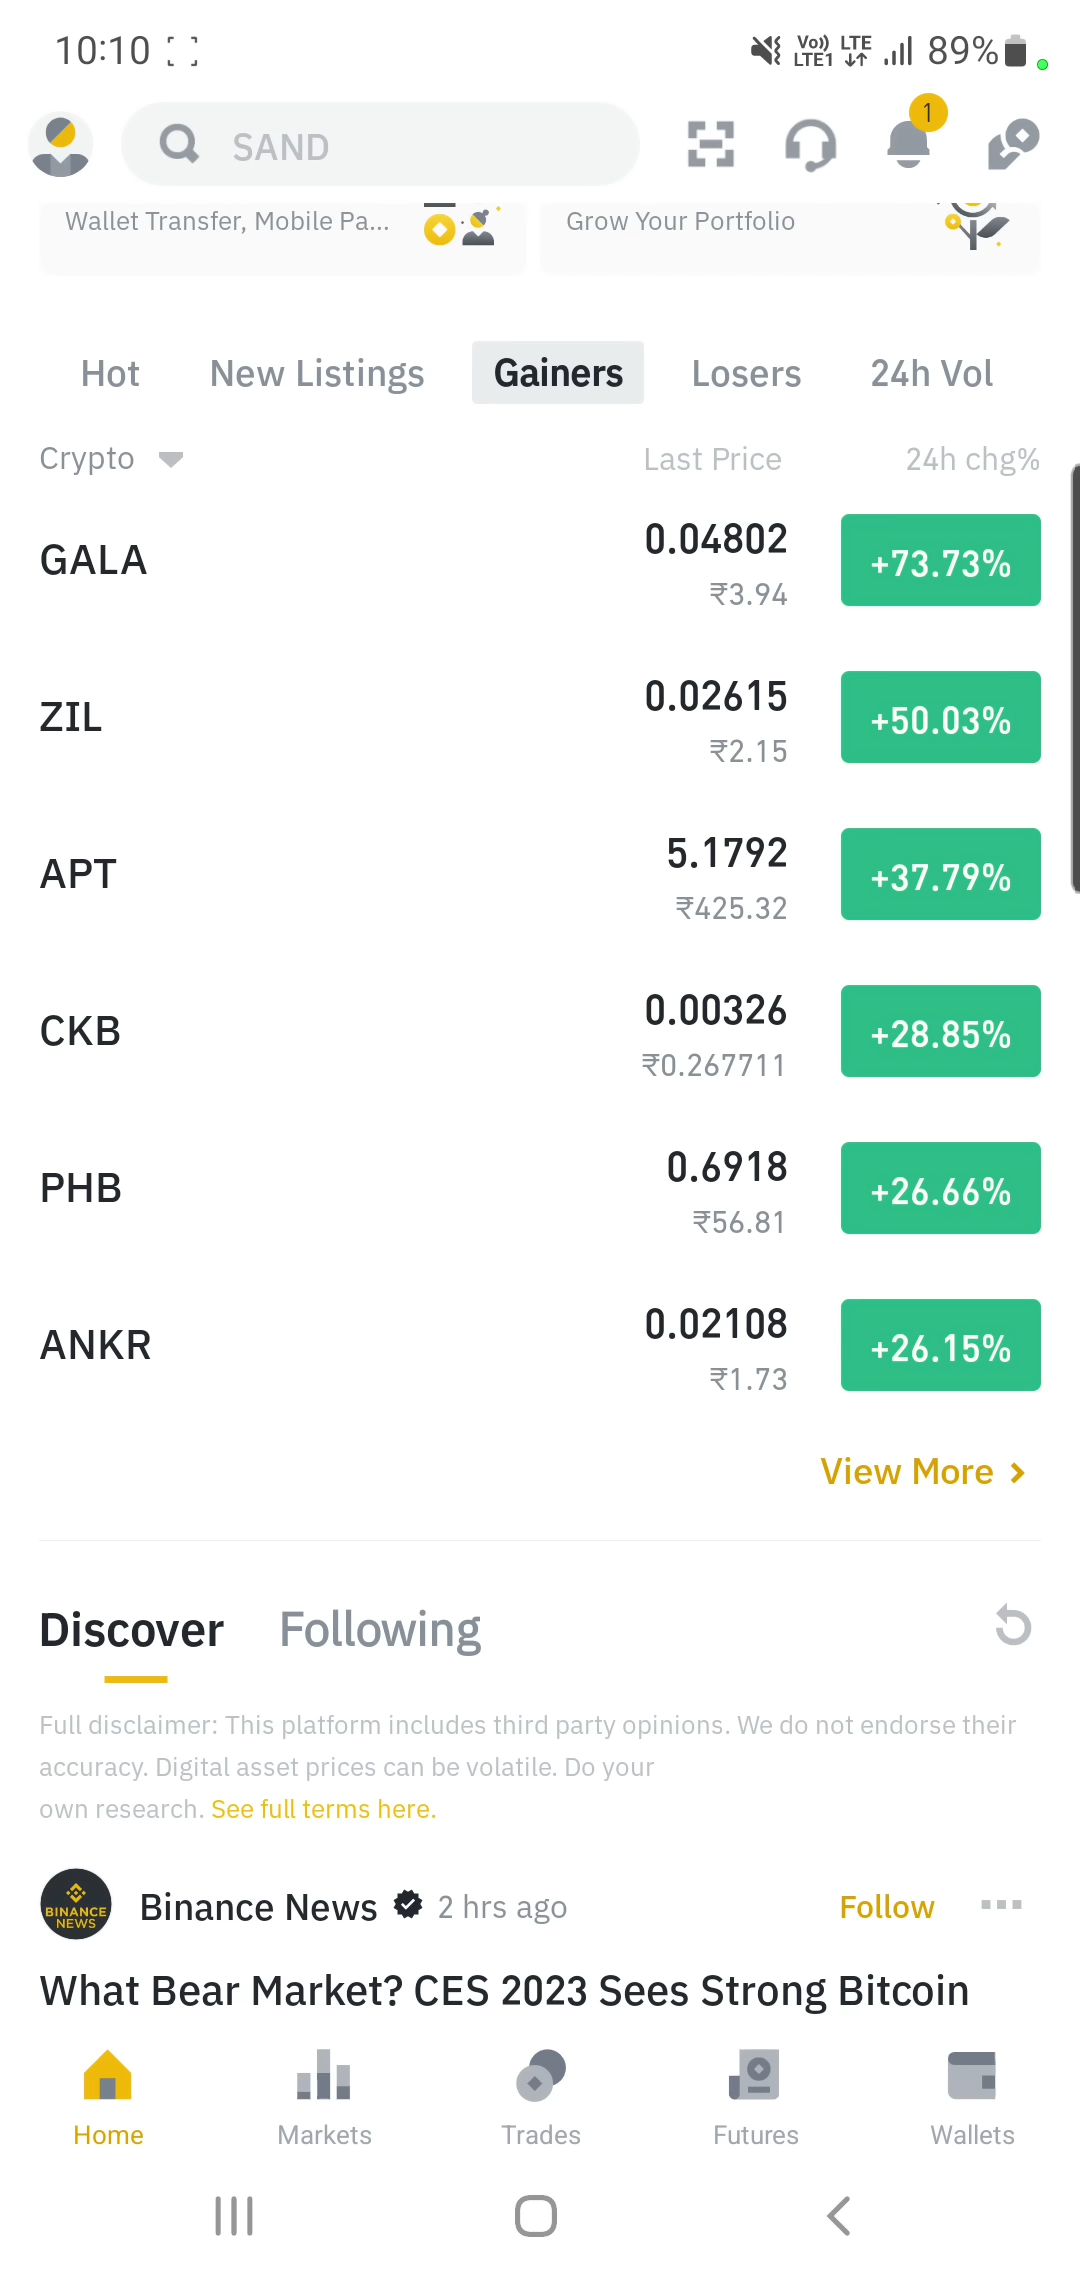 10:10
Vo)) LTE
LTE1
89%
1
SAND
Wallet Transfer, Mobile Pa...
Grow Your Portfolio
Hot New Listings Gainers Losers 24h Vol
Crypto Last Price 24h chg%
GALA 0.04802 +73.73%
₹3.94
ZIL 0.02615 +50.03%
₹2.15
APT 5.1792 +37.79%
₹425.32
CKB 0.00326 +28.85%
₹0.267711
PHB 0.6918 +26.66%
₹56.81
ANKR 0.02108 +26.15%
₹1.73
View More
Discover Following
Full disclaimer: This platform includes third party opinions. We do not endorse their
accuracy. Digital asset prices can be volatile. Do your
own research. See full terms here.
BINANCE
NEWS
Binance News 2 hrs ago Follow
What Bear Market? CES 2023 Sees Strong Bitcoin
Home Markets Trades Futures Wallets